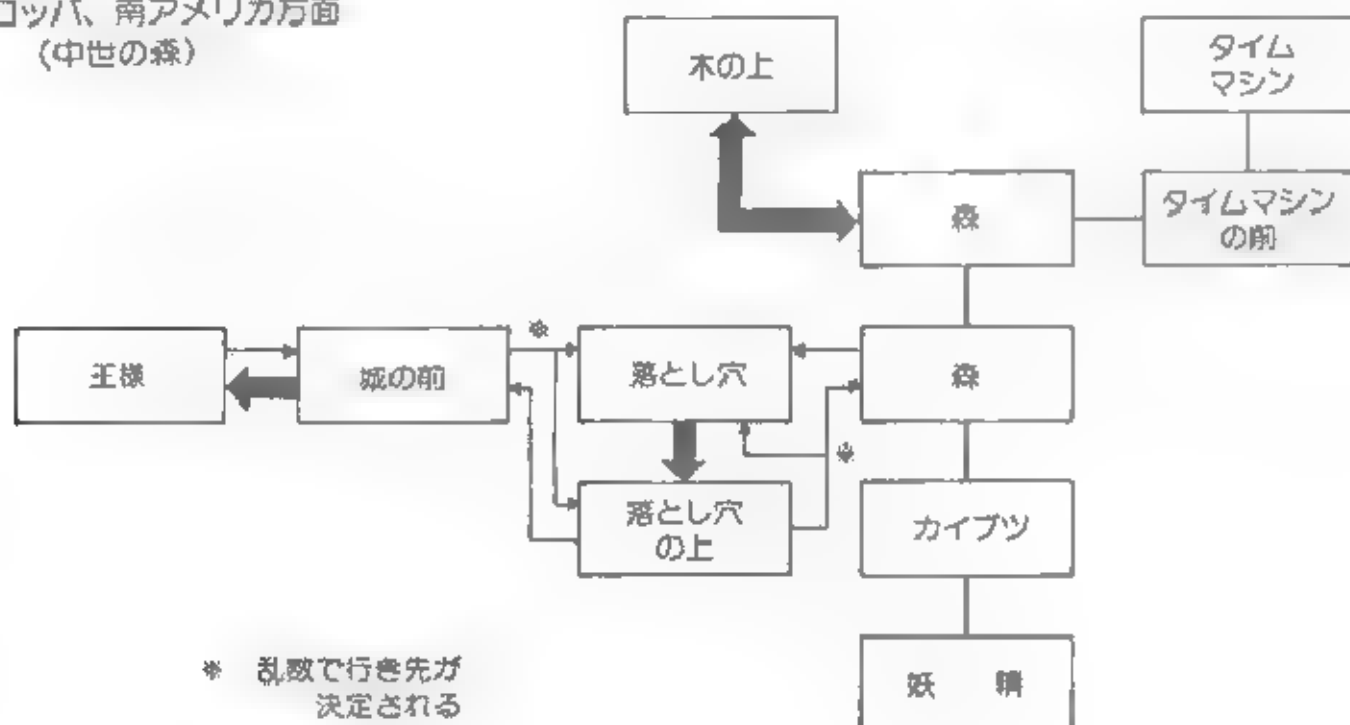 ロッパ、南アメリカ方面
(中世の森)
木の上
タイム
マシン
森
タイムマシン
の前
王様
城の前
※
落とし穴
森
※
落とし穴
の上
カイブツ
妖 精
※ 乱数で行き先が
決定される